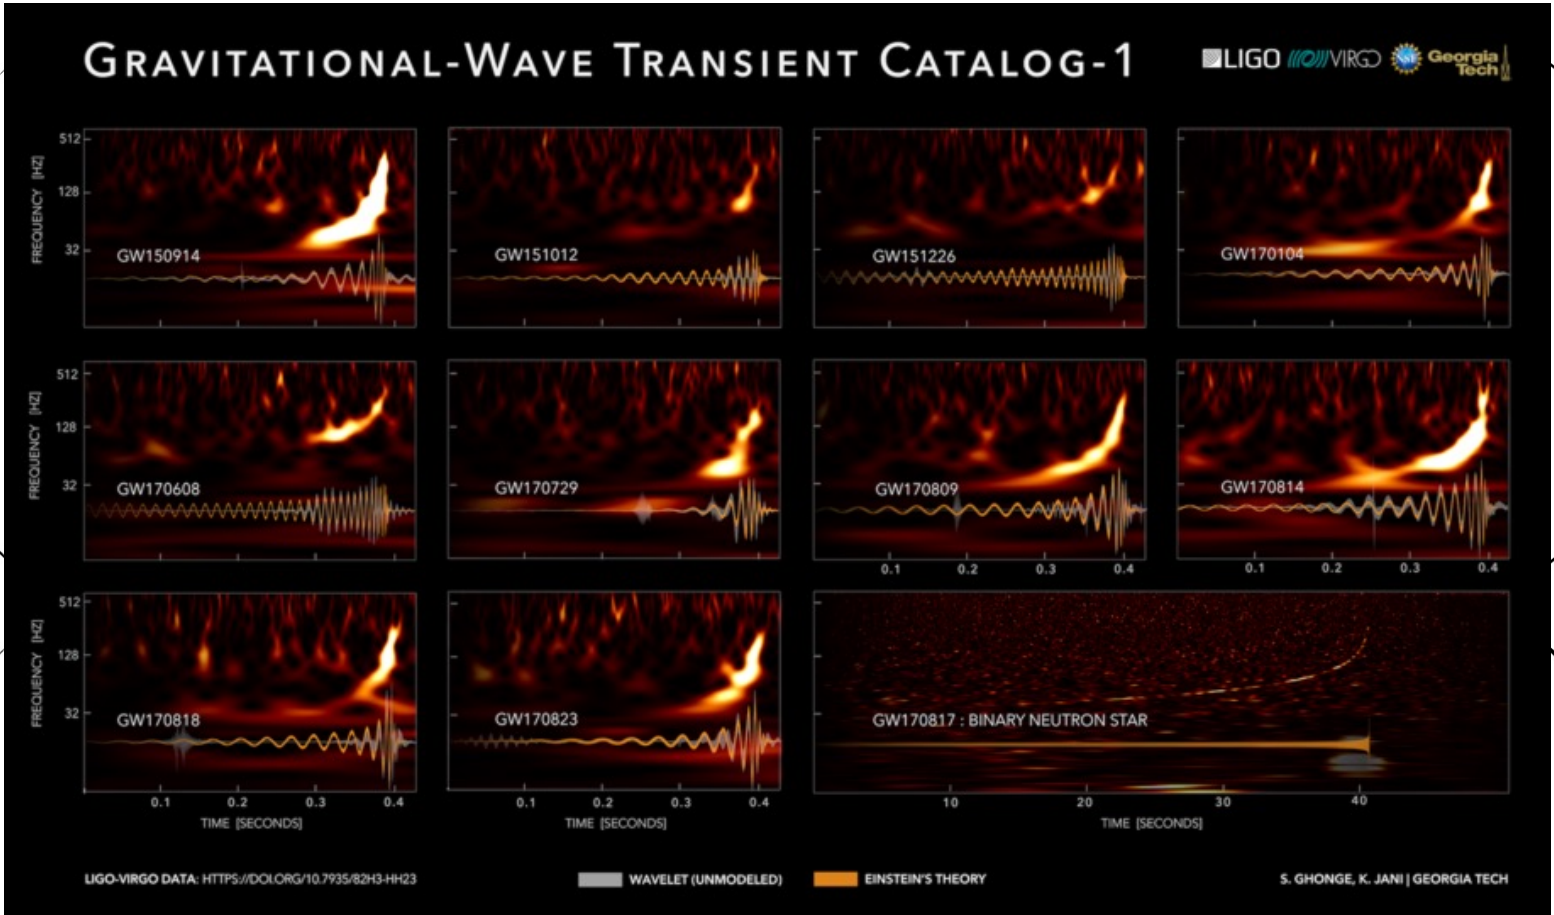 GRAVITATIONAL-WAVE TRANSIENT CATALOG-1
LIGO VIRGO NSF Georgia Tech
FREQUENCY [HZ]
512
128
32
GW150914
GW151012
GW151226
GW170104
FREQUENCY [HZ]
512
128
32
GW170608
GW170729
GW170809
GW170814
0.1 0.2 0.3 0.4
0.1 0.2 0.3 0.4
FREQUENCY [HZ]
512
128
32
GW170818
GW170823
GW170817 : BINARY NEUTRON STAR
0.1 0.2 0.3 0.4
0.1 0.2 0.3 0.4
10 20 30 40
TIME [SECONDS]
TIME [SECONDS]
TIME [SECONDS]
LIGO-VIRGO DATA: HTTPS://DOI.ORG/10.7935/82H3-HH23
WAVELET (UNMODELED)
EINSTEIN'S THEORY
S. GHONGE, K. JANI | GEORGIA TECH